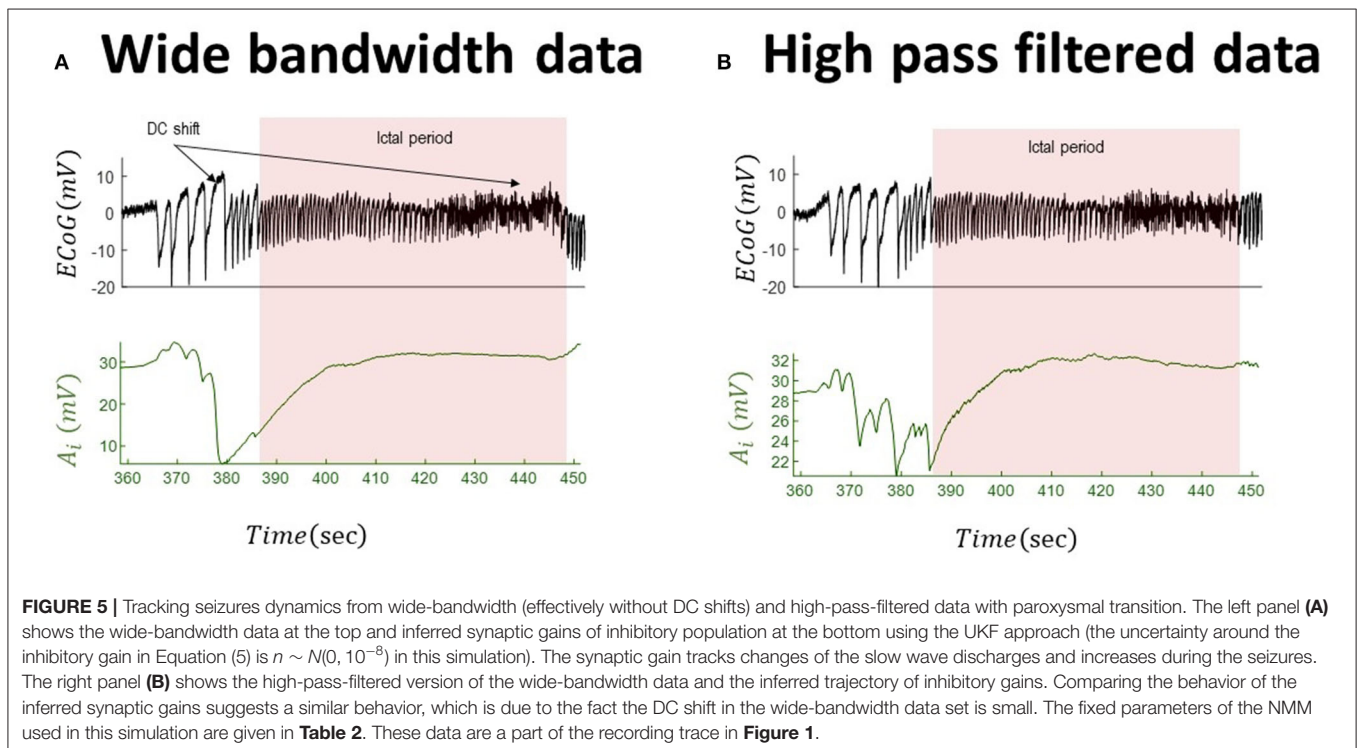 A Wide bandwidth data
DC shift
Ictal period
ECoG(mV)
10
0
-10
-20
A_i (mV)
30
20
10
360 370 380 390 400 410 420 430 440 450
Time(sec)
B High pass filtered data
Ictal period
ECoG(mV)
10
0
-10
-20
A_i (mV)
32
30
28
26
24
22
360 370 380 390 400 410 420 430 440 450
Time(sec)
FIGURE 5 | Tracking seizures dynamics from wide-bandwidth (effectively without DC shifts) and high-pass-filtered data with paroxysmal transition. The left panel (A)
shows the wide-bandwidth data at the top and inferred synaptic gains of inhibitory population at the bottom using the UKF approach (the uncertainty around the
inhibitory gain in Equation (5) is n ~ N(0, 10⁻⁸) in this simulation). The synaptic gain tracks changes of the slow wave discharges and increases during the seizures.
The right panel (B) shows the high-pass-filtered version of the wide-bandwidth data and the inferred trajectory of inhibitory gains. Comparing the behavior of the
inferred synaptic gains suggests a similar behavior, which is due to the fact the DC shift in the wide-bandwidth data set is small. The fixed parameters of the NMM
used in this simulation are given in Table 2. These data are a part of the recording trace in Figure 1.